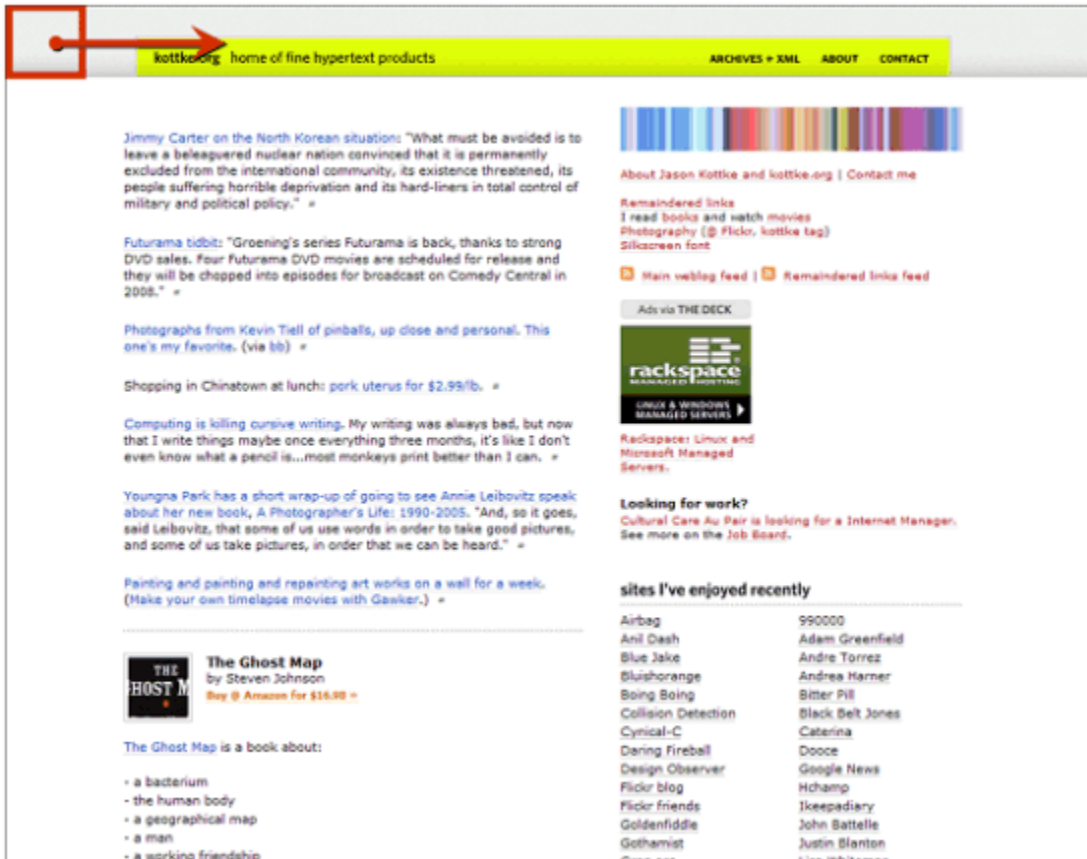 kottke.org home of fine hypertext products
ARCHIVES + XML ABOUT CONTACT
Jimmy Carter on the North Korean situation: "What must be avoided is to
leave a beleaguered nuclear nation convinced that it is permanently
excluded from the international community, its existence threatened, its
people suffering horrible deprivation and its hard-liners in total control of
military and political policy." #
Futurama tidbit: "Groening's series Futurama is back, thanks to strong
DVD sales. Four Futurama DVD movies are scheduled for release and
they will be chopped into episodes for broadcast on Comedy Central in
2008." #
Photographs from Kevin Tiell of pinballs, up close and personal. This
one's my favorite. (via bb) #
Shopping in Chinatown at lunch: pork uterus for $2.99/lb. #
Computing is killing cursive writing. My writing was always bad, but now
that I write things maybe once everything three months, it's like I don't
even know what a pencil is...most monkeys print better than I can. #
Youngna Park has a short wrap-up of going to see Annie Leibovitz speak
about her new book, A Photographer's Life: 1990-2005. "And, so it goes,
said Leibovitz, that some of us use words in order to take good pictures,
and some of us take pictures, in order that we can be heard." #
Painting and painting and repainting art works on a wall for a week.
(Make your own timelapse movies with Gawker.) #
THE
HOST M
The Ghost Map
by Steven Johnson
Buy @ Amazon for $16.98 »
The Ghost Map is a book about:
- a bacterium
- the human body
- a geographical map
- a man
- a working friendship
About Jason Kottke and kottke.org | Contact me
Remaindered links
I read books and watch movies
Photography (@ Flickr, kottke tag)
Silkscreen font
Main weblog feed | Remaindered links feed
Ads via THE DECK
rackspace
MANAGED HOSTING
LINUX & WINDOWS
MANAGED SERVERS
Rackspace: Linux and
Microsoft Managed
Servers.
Looking for work?
Cultural Care Au Pair is looking for a Internet Manager.
See more on the Job Board.
sites I've enjoyed recently
Airbag 990000
Anil Dash Adam Greenfield
Blue Jake Andre Torrez
Bluishorange Andrea Harner
Boing Boing Bitter Pill
Collision Detection Black Belt Jones
Cynical-C Caterina
Daring Fireball Dooce
Design Observer Google News
Flickr blog Hchamp
Flickr friends Ikeepadiary
Goldenfiddle John Battelle
Gothamist Justin Blanton